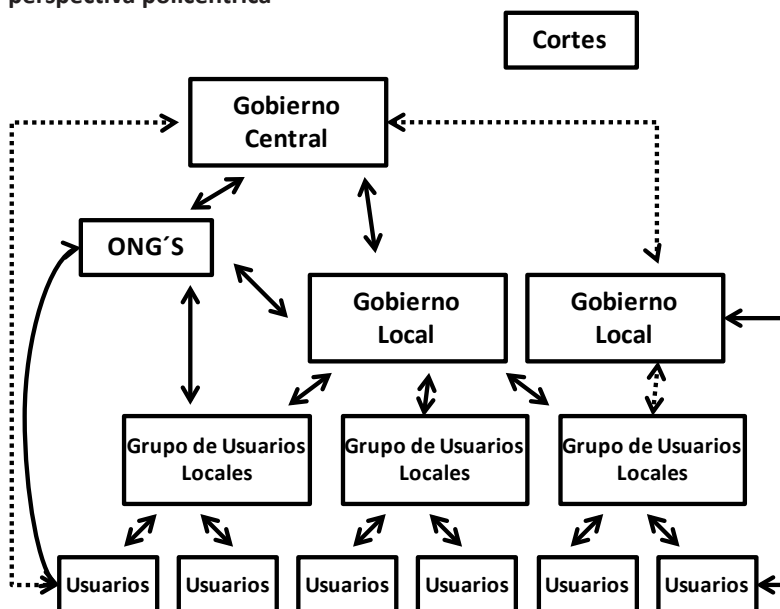 perspectiva policéntrica
Cortes
Gobierno
Central
ONG´S
Gobierno
Local
Gobierno
Local
Grupo de Usuarios
Locales
Grupo de Usuarios
Locales
Grupo de Usuarios
Locales
Usuarios
Usuarios
Usuarios
Usuarios
Usuarios
Usuarios